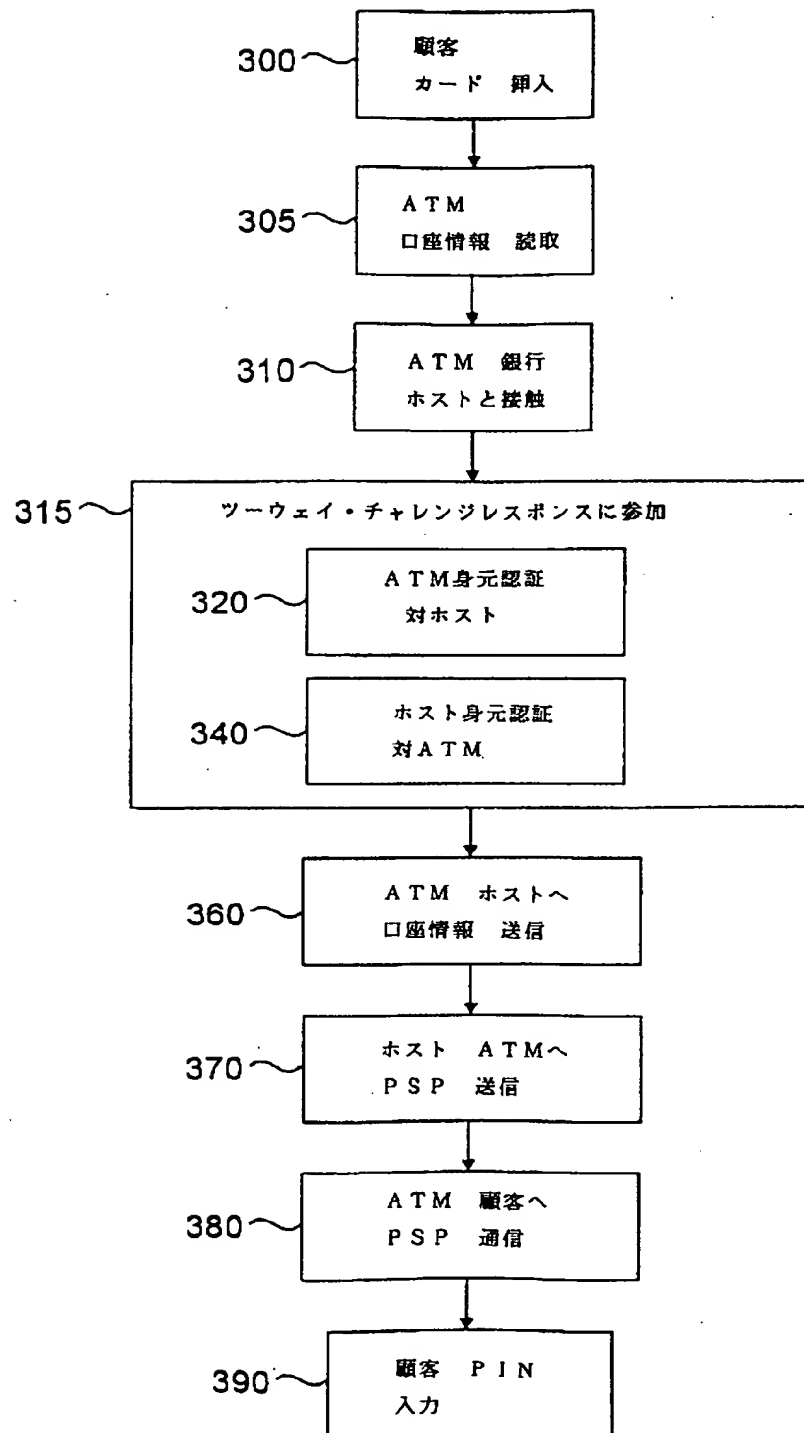 300
顧客
カード 挿入
305
ATM
口座情報 読取
310
ATM 銀行
ホストと接触
315
ツーウェイ・チャレンジレスポンスに参加
320
ATM身元認証
対ホスト
340
ホスト身元認証
対ATM
360
ATM ホストへ
口座情報 送信
370
ホスト ATMへ
PSP 送信
380
ATM 顧客へ
PSP 通信
390
顧客 PIN
入力